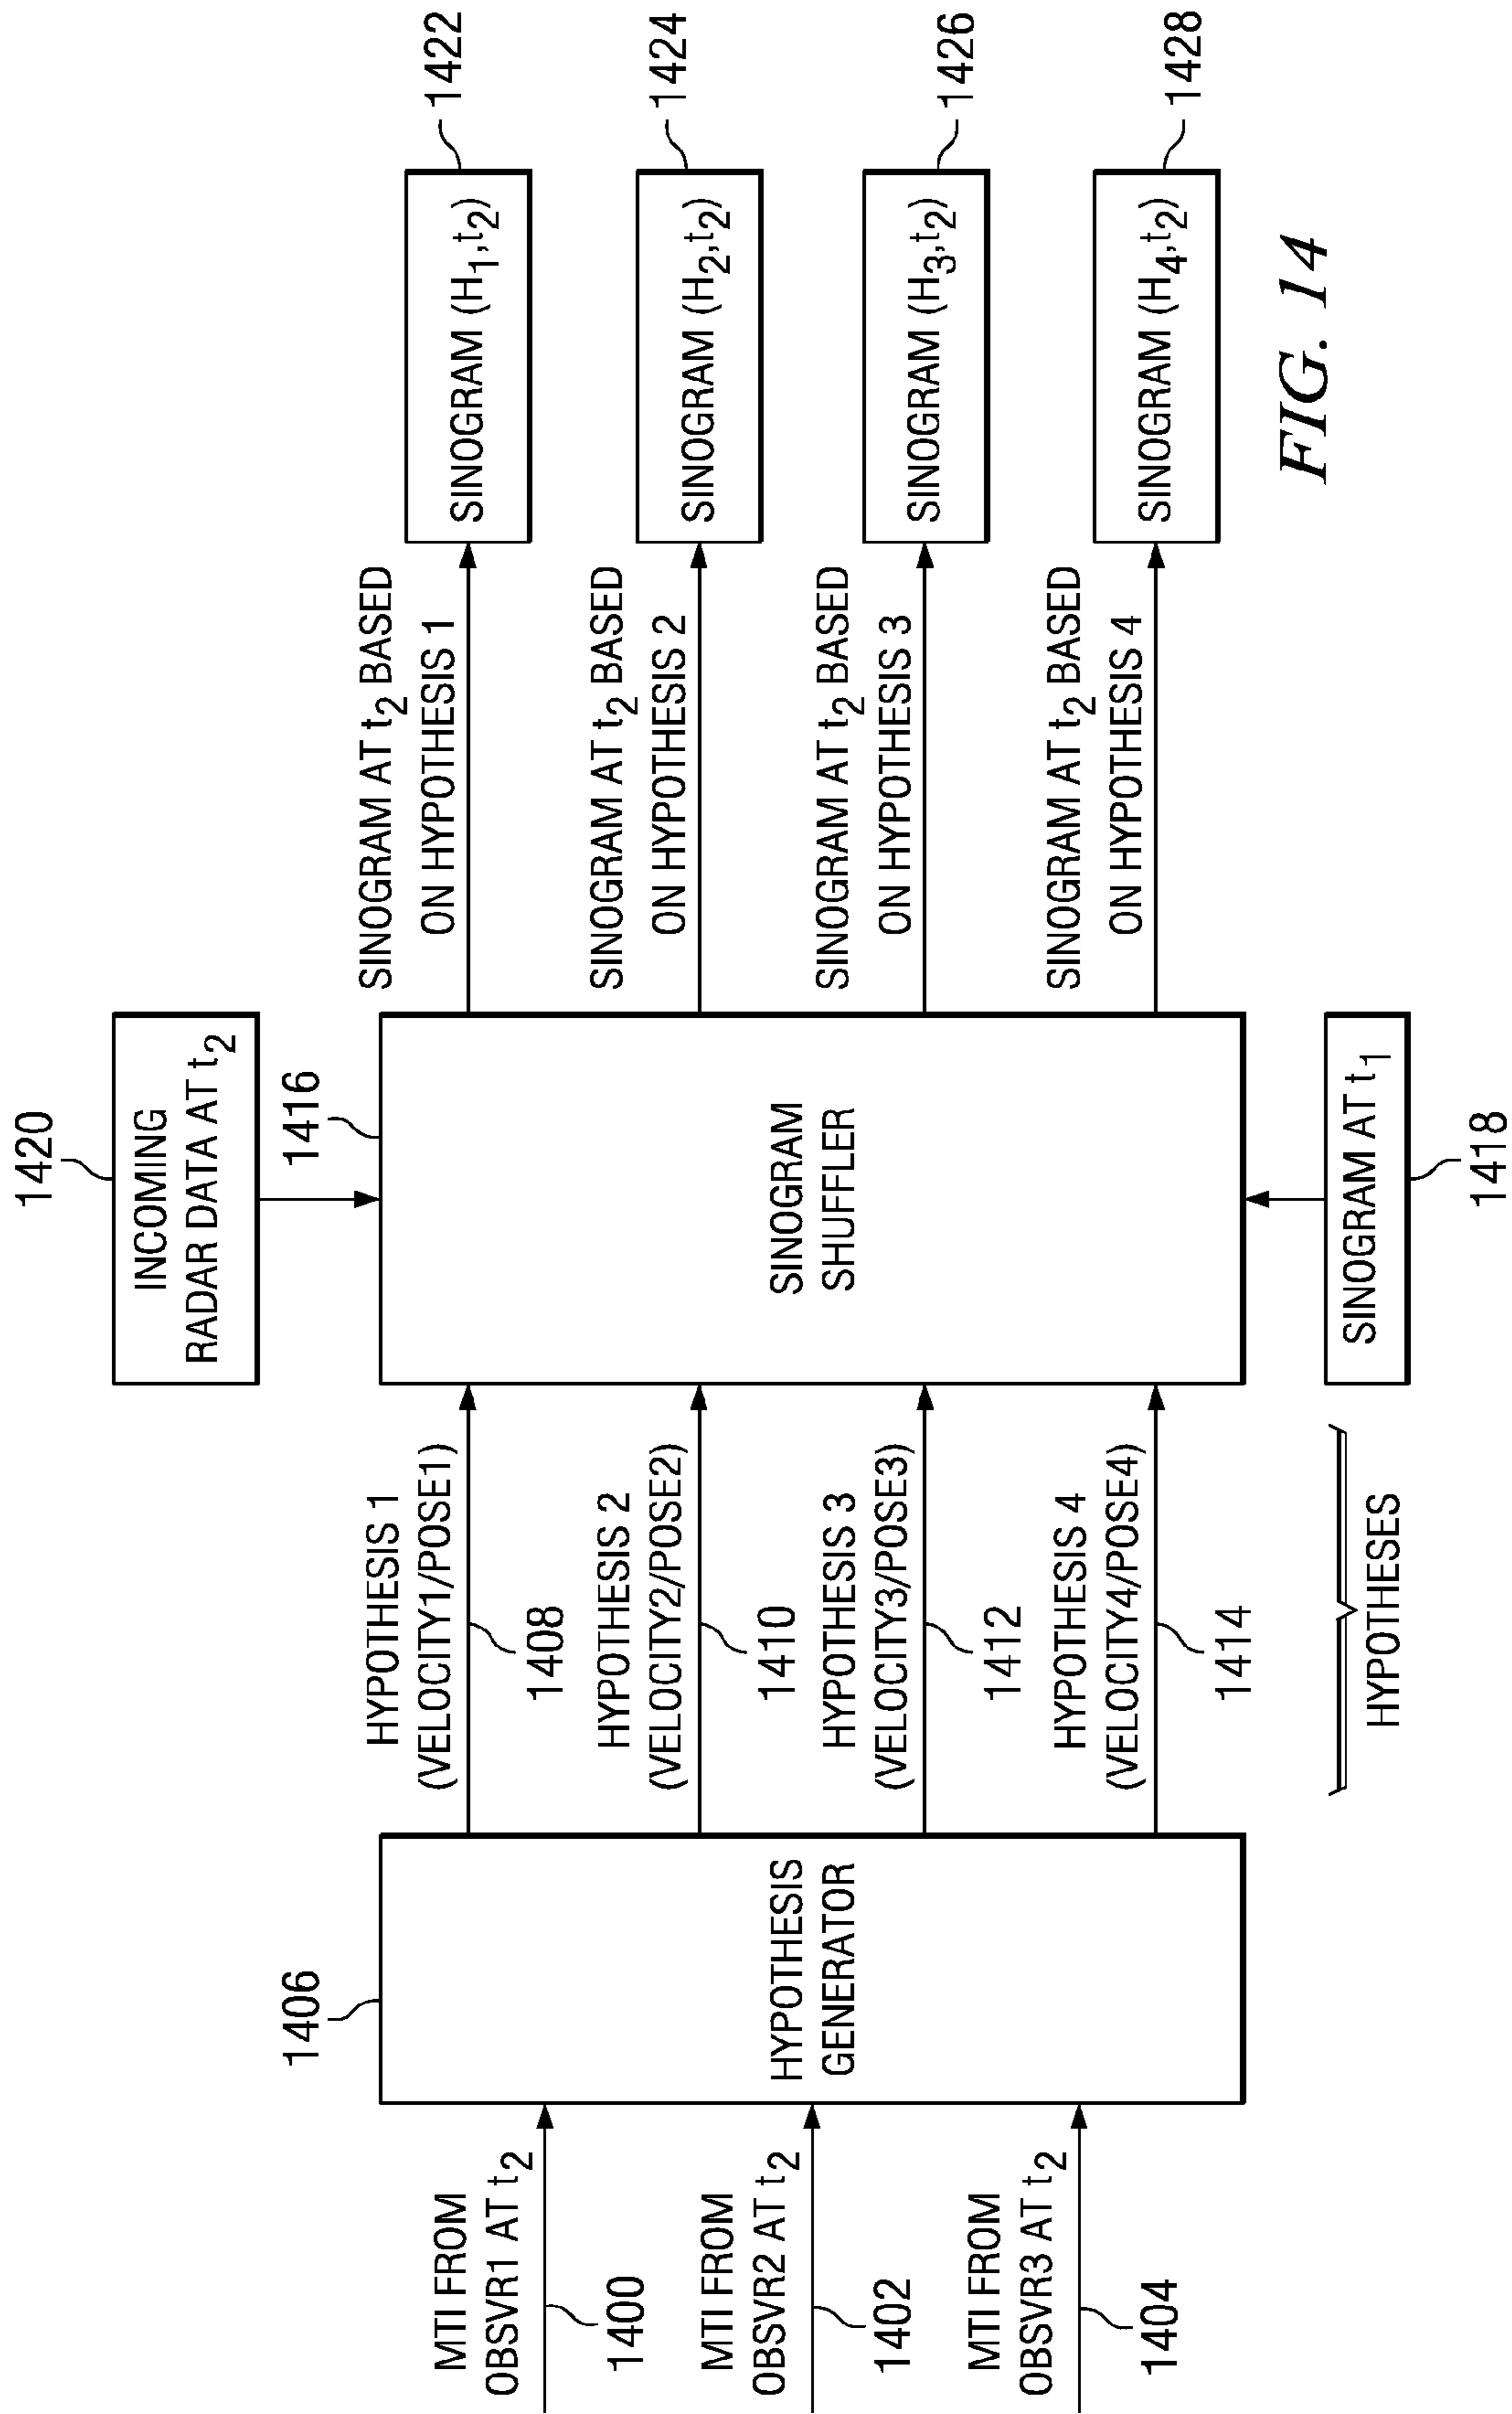 1420
INCOMING
RADAR DATA AT t2
1406
1416
MTI FROM
OBSVR1 AT t2
1400
MTI FROM
OBSVR2 AT t2
1402
MTI FROM
OBSVR3 AT t2
1404
HYPOTHESIS
GENERATOR
HYPOTHESIS 1
(VELOCITY1/POSE1)
1408
HYPOTHESIS 2
(VELOCITY2/POSE2)
1410
HYPOTHESIS 3
(VELOCITY3/POSE3)
1412
HYPOTHESIS 4
(VELOCITY4/POSE4)
1414
HYPOTHESES
SINOGRAM
SHUFFLER
SINOGRAM AT t1
1418
SINOGRAM AT t2 BASED
ON HYPOTHESIS 1
SINOGRAM AT t2 BASED
ON HYPOTHESIS 2
SINOGRAM AT t2 BASED
ON HYPOTHESIS 3
SINOGRAM AT t2 BASED
ON HYPOTHESIS 4
SINOGRAM (H1,t2)
1422
SINOGRAM (H2,t2)
1424
SINOGRAM (H3,t2)
1426
SINOGRAM (H4,t2)
1428
FIG. 14